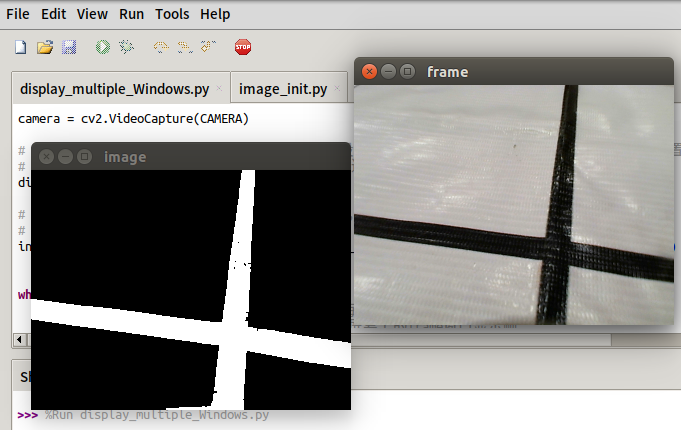 File Edit View Run Tools Help
STOP
display_multiple_Windows.py
image_init.py
frame
camera = cv2.VideoCapture(CAMERA)
image
#
#
di
#
#
in
wh
>>> %Run display_multiple_Windows.py